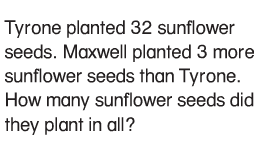 Tyrone planted 32 sunflower
seeds. Maxwell planted 3 more
sunflower seeds than Tyrone.
How many sunflower seeds did
they plant in all?